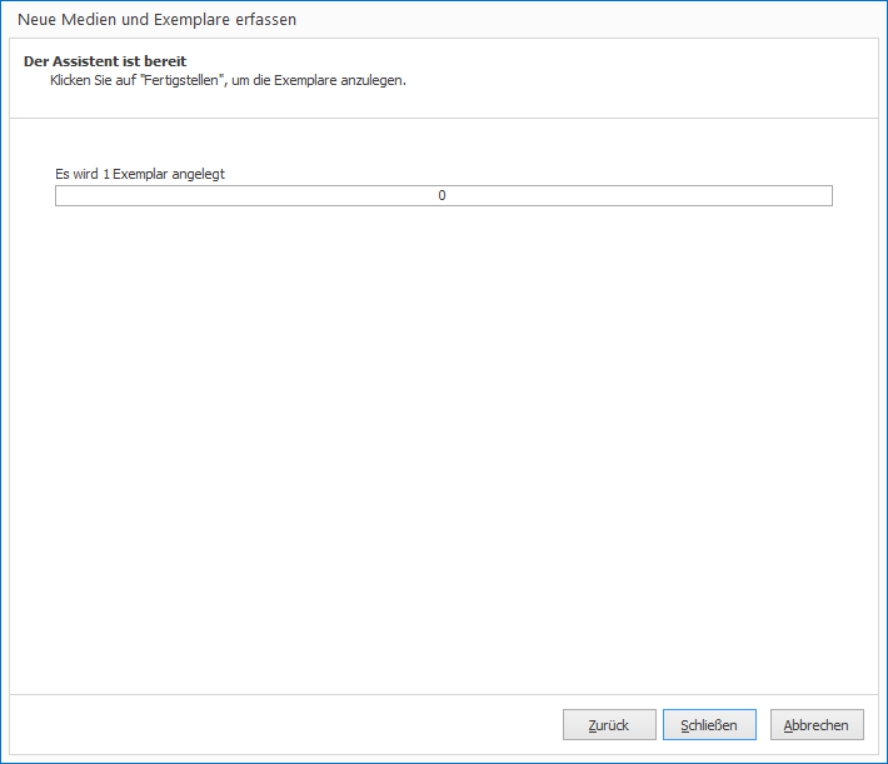 Neue Medien und Exemplare erfassen
Der Assistent ist bereit
Klicken Sie auf "Fertigstellen", um die Exemplare anzulegen.
Es wird 1 Exemplar angelegt
0
Zurück
Schließen
Abbrechen